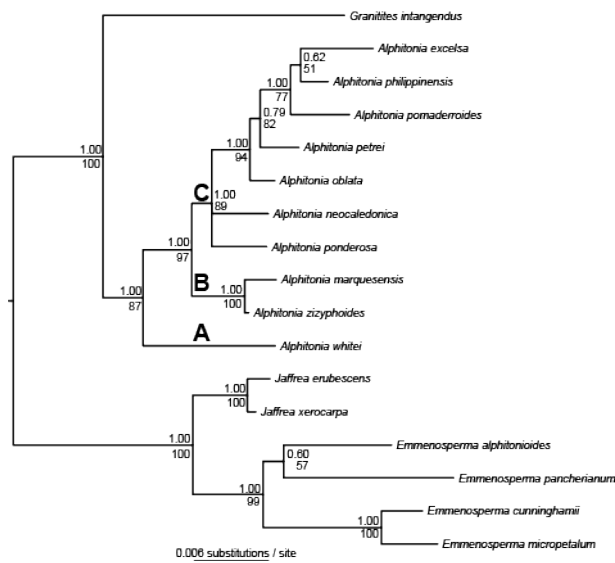 Granitites intangendus
Alphitonia excelsa
0.62
51
Alphitonia philippinensis
1.00
77
Alphitonia pomaderroides
0.79
82
Alphitonia petrei
1.00
94
1.00
100
Alphitonia oblata
C
1.00
89
Alphitonia neocaledonica
1.00
97
Alphitonia ponderosa
B
Alphitonia marquesensis
1.00
100
1.00
87
Alphitonia zizyphoides
A
Alphitonia whitei
Jaffrea erubescens
1.00
100
Jaffrea xerocarpa
1.00
100
Emmenosperma alphitonioides
0.60
57
Emmenosperma pancherianum
1.00
99
Emmenosperma cunninghamii
1.00
100
Emmenosperma micropetalum
0.006 substitutions / site